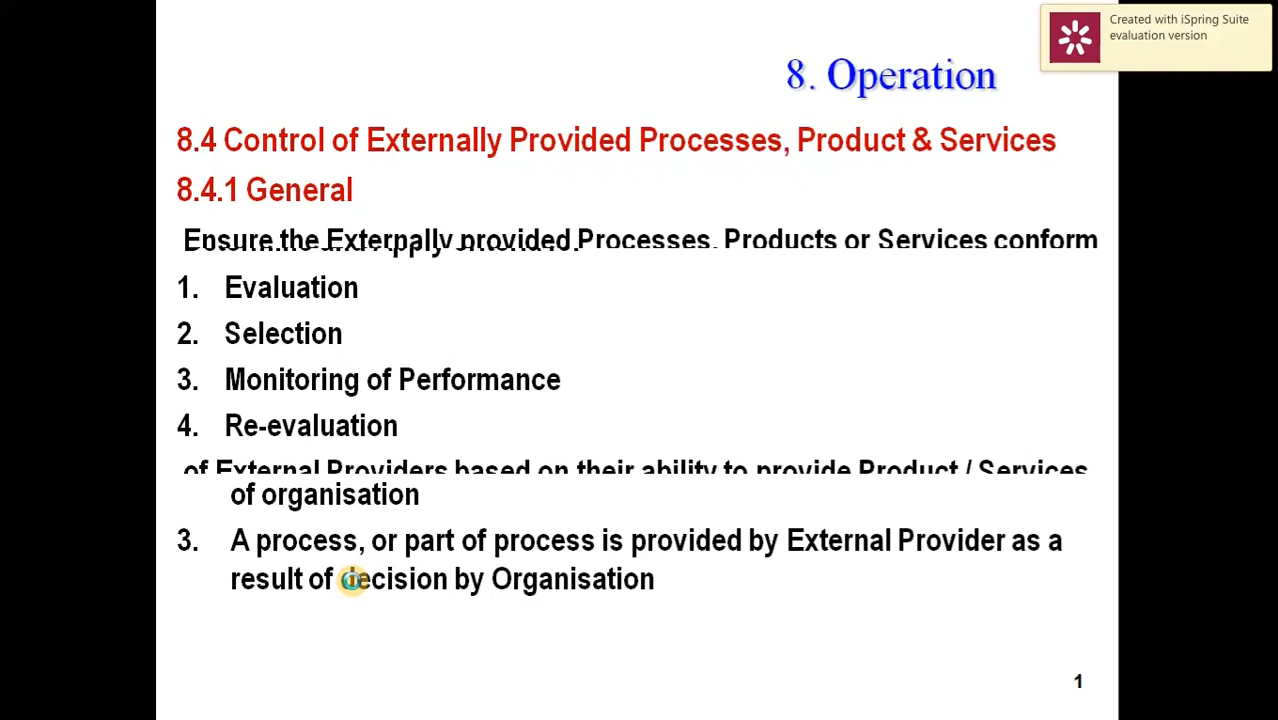 Created with iSpring Suite
evaluation version
8. Operation
8.4 Control of Externally Provided Processes, Product & Services
8.4.1 General
Ensure the Externally provided Processes, Products or Services conform
1. Evaluation
2. Selection
3. Monitoring of Performance
4. Re-evaluation
of External Providers based on their ability to provide Product / Services
of organisation
3. A process, or part of process is provided by External Provider as a
result of decision by Organisation
1